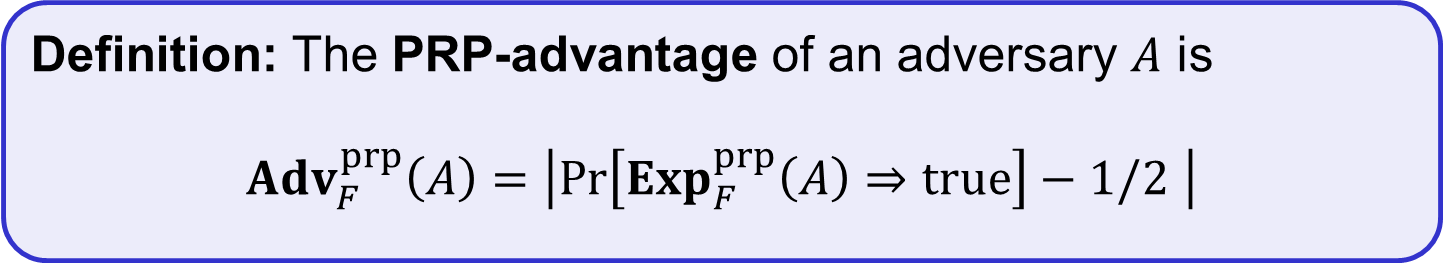 Definition: The PRP-advantage of an adversary 𝐴 is
𝐀𝐝𝐯_𝐹^prp(𝐴) = |Pr[𝐄𝐱𝐩_𝐹^prp(𝐴) ⇒ true] − 1/2 |